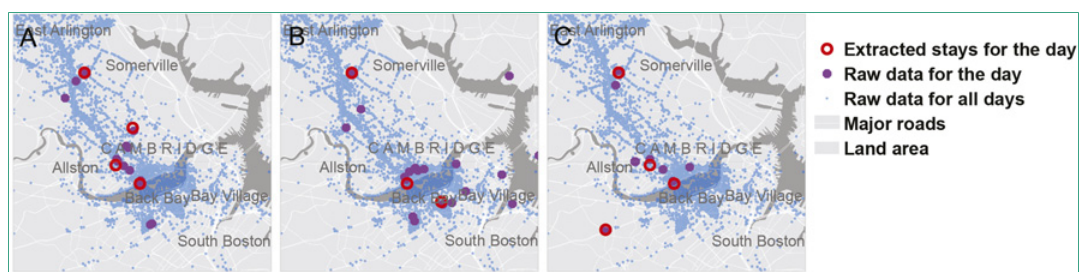 A
East Arlington
Somerville
CAMBRIDGE
Allston
Back Bay
Bay Village
South Boston
B
East Arlington
Somerville
CAMBRIDGE
Allston
Back Bay
Bay Village
South Boston
C
East Arlington
Somerville
CAMBRIDGE
Allston
Back Bay
Bay Village
South Boston
Extracted stays for the day
Raw data for the day
Raw data for all days
Major roads
Land area